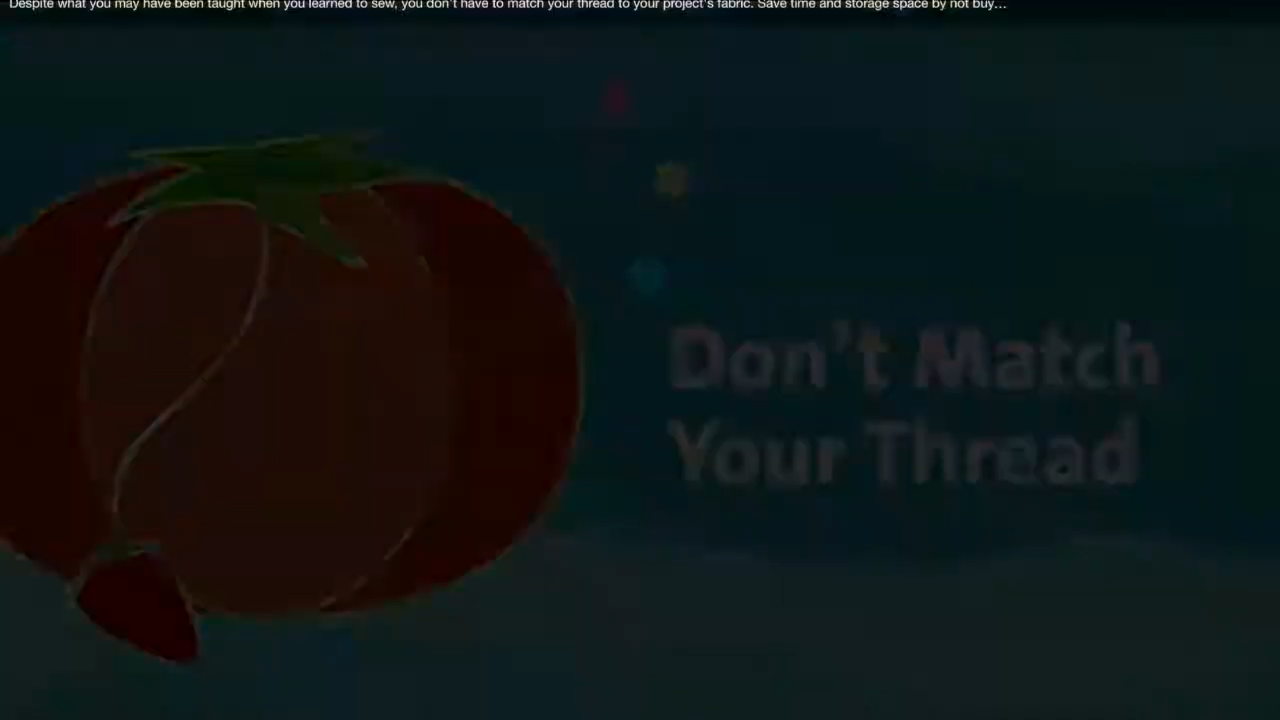 Despite what you may have been taught when you learned to sew, you don't have to match your thread to your project's fabric. Save time and storage space by not buy…
Don't Match
Your Thread